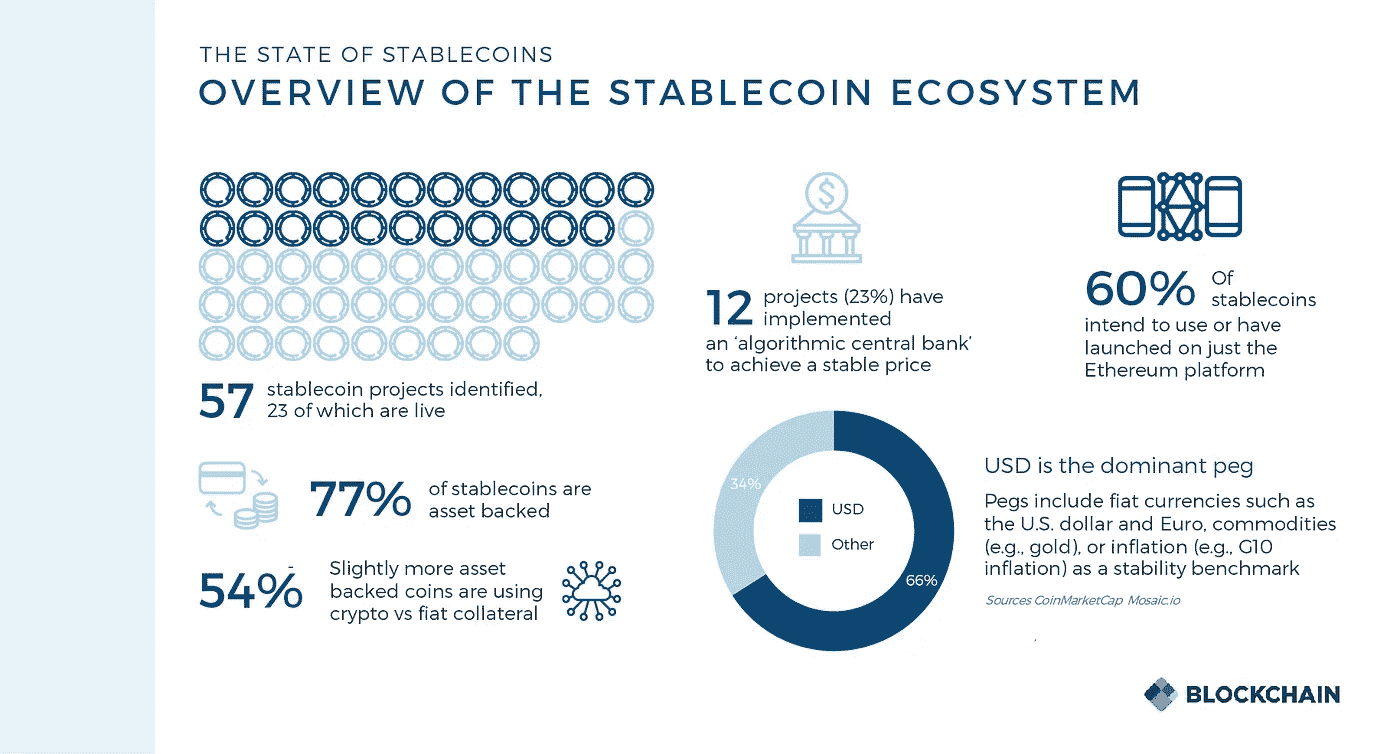 THE STATE OF STABLECOINS
OVERVIEW OF THE STABLECOIN ECOSYSTEM
57 stablecoin projects identified,
23 of which are live
77% of stablecoins are
asset backed
54% Slightly more asset
backed coins are using
crypto vs fiat collateral
$
12 projects (23%) have
implemented
an ‘algorithmic central bank’
to achieve a stable price
60% Of
stablecoins
intend to use or have
launched on just the
Ethereum platform
34%
USD
Other
66%
USD is the dominant peg
Pegs include fiat currencies such as
the U.S. dollar and Euro, commodities
(e.g., gold), or inflation (e.g., G10
inflation) as a stability benchmark
Sources CoinMarketCap Mosaic.io
BLOCKCHAIN